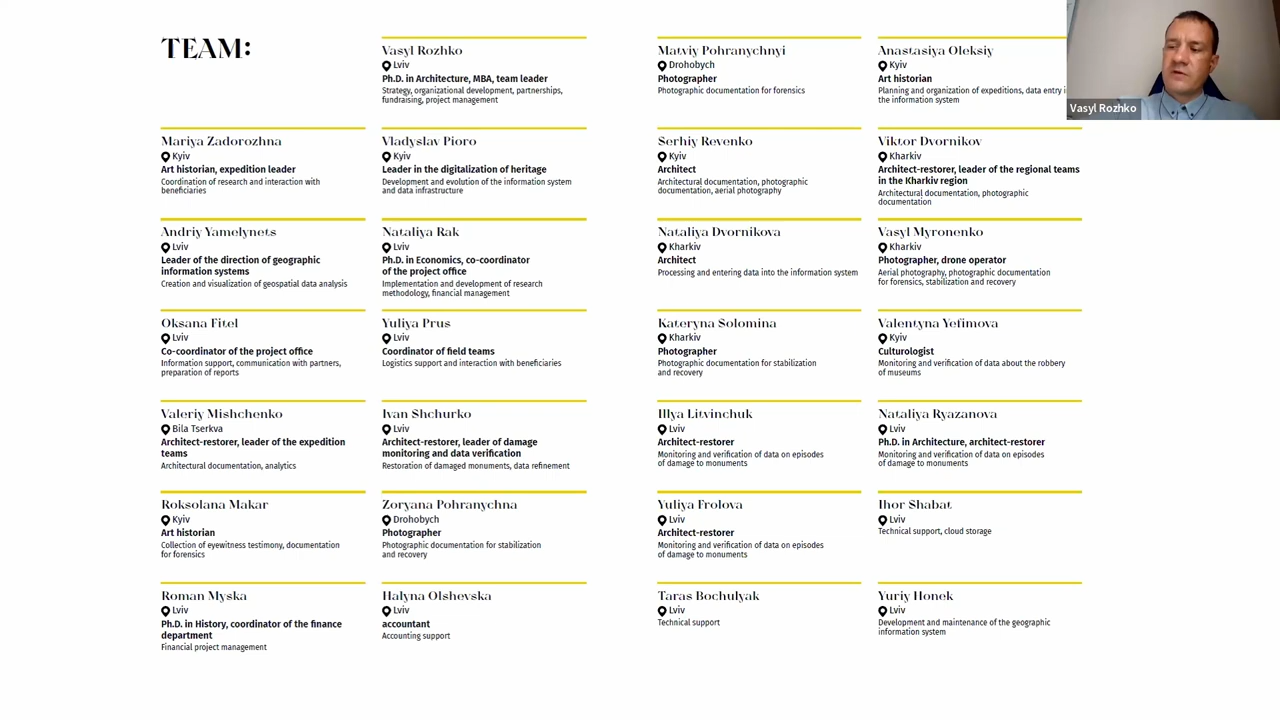 TEAM:
Vasyl Rozhko
Lviv
Ph.D. in Architecture, MBA, team leader
Strategy, organizational development, partnerships,
fundraising, project management
Mariya Zadorozhna
Kyiv
Art historian, expedition leader
Coordination of research and interaction with
beneficiaries
Vladyslav Pioro
Kyiv
Leader in the digitalization of heritage
Development and evolution of the information system
and data infrastructure
Andriy Yamelynets
Lviv
Leader of the direction of geographic
information systems
Creation and visualization of geospatial data analysis
Nataliya Rak
Lviv
Ph.D. in Economics, co-coordinator
of the project office
Implementation and development of research
methodology, financial management
Oksana Fitel
Lviv
Co-coordinator of the project office
Information support, communication with partners,
preparation of reports
Yuliya Prus
Lviv
Coordinator of field teams
Logistics support and interaction with beneficiaries
Valeriy Mishchenko
Bila Tserkva
Architect-restorer, leader of the expedition
teams
Architectural documentation, analytics
Ivan Shchurko
Lviv
Architect-restorer, leader of damage
monitoring and data verification
Restoration of damaged monuments, data refinement
Roksolana Makar
Kyiv
Art historian
Collection of eyewitness testimony, documentation
for forensics
Zoryana Pohranychna
Drohobych
Photographer
Photographic documentation for stabilization
and recovery
Roman Myska
Lviv
Ph.D. in History, coordinator of the finance
department
Financial project management
Halyna Olshevska
Lviv
accountant
Accounting support
Matviy Pohranychnyi
Drohobych
Photographer
Photographic documentation for forensics
Anastasiya Oleksiy
Kyiv
Art historian
Planning and organization of expeditions, data entry
the information system
Serhiy Revenko
Kyiv
Architect
Architectural documentation, photographic
documentation, aerial photography
Viktor Dvornikov
Kharkiv
Architect-restorer, leader of the regional teams
in the Kharkiv region
Architectural documentation, photographic
documentation
Nataliya Dvornikova
Kharkiv
Architect
Processing and entering data into the information system
Vasyl Myronenko
Kharkiv
Photographer, drone operator
Aerial photography, photographic documentation
for forensics, stabilization and recovery
Kateryna Solomina
Kharkiv
Photographer
Photographic documentation for stabilization
and recovery
Valentyna Yefimova
Kyiv
Culturologist
Monitoring and verification of data about the robbery
of museums
Illya Litvinchuk
Lviv
Architect-restorer
Monitoring and verification of data on episodes
of damage to monuments
Nataliya Ryazanova
Lviv
Ph.D. in Architecture, architect-restorer
Monitoring and verification of data on episodes
of damage to monuments
Yuliya Frolova
Lviv
Architect-restorer
Monitoring and verification of data on episodes
of damage to monuments
Ihor Shabat
Lviv
Technical support, cloud storage
Taras Bochulyak
Lviv
Technical support
Yuriy Honek
Lviv
Development and maintenance of the geographic
information system
Vasyl Rozhko